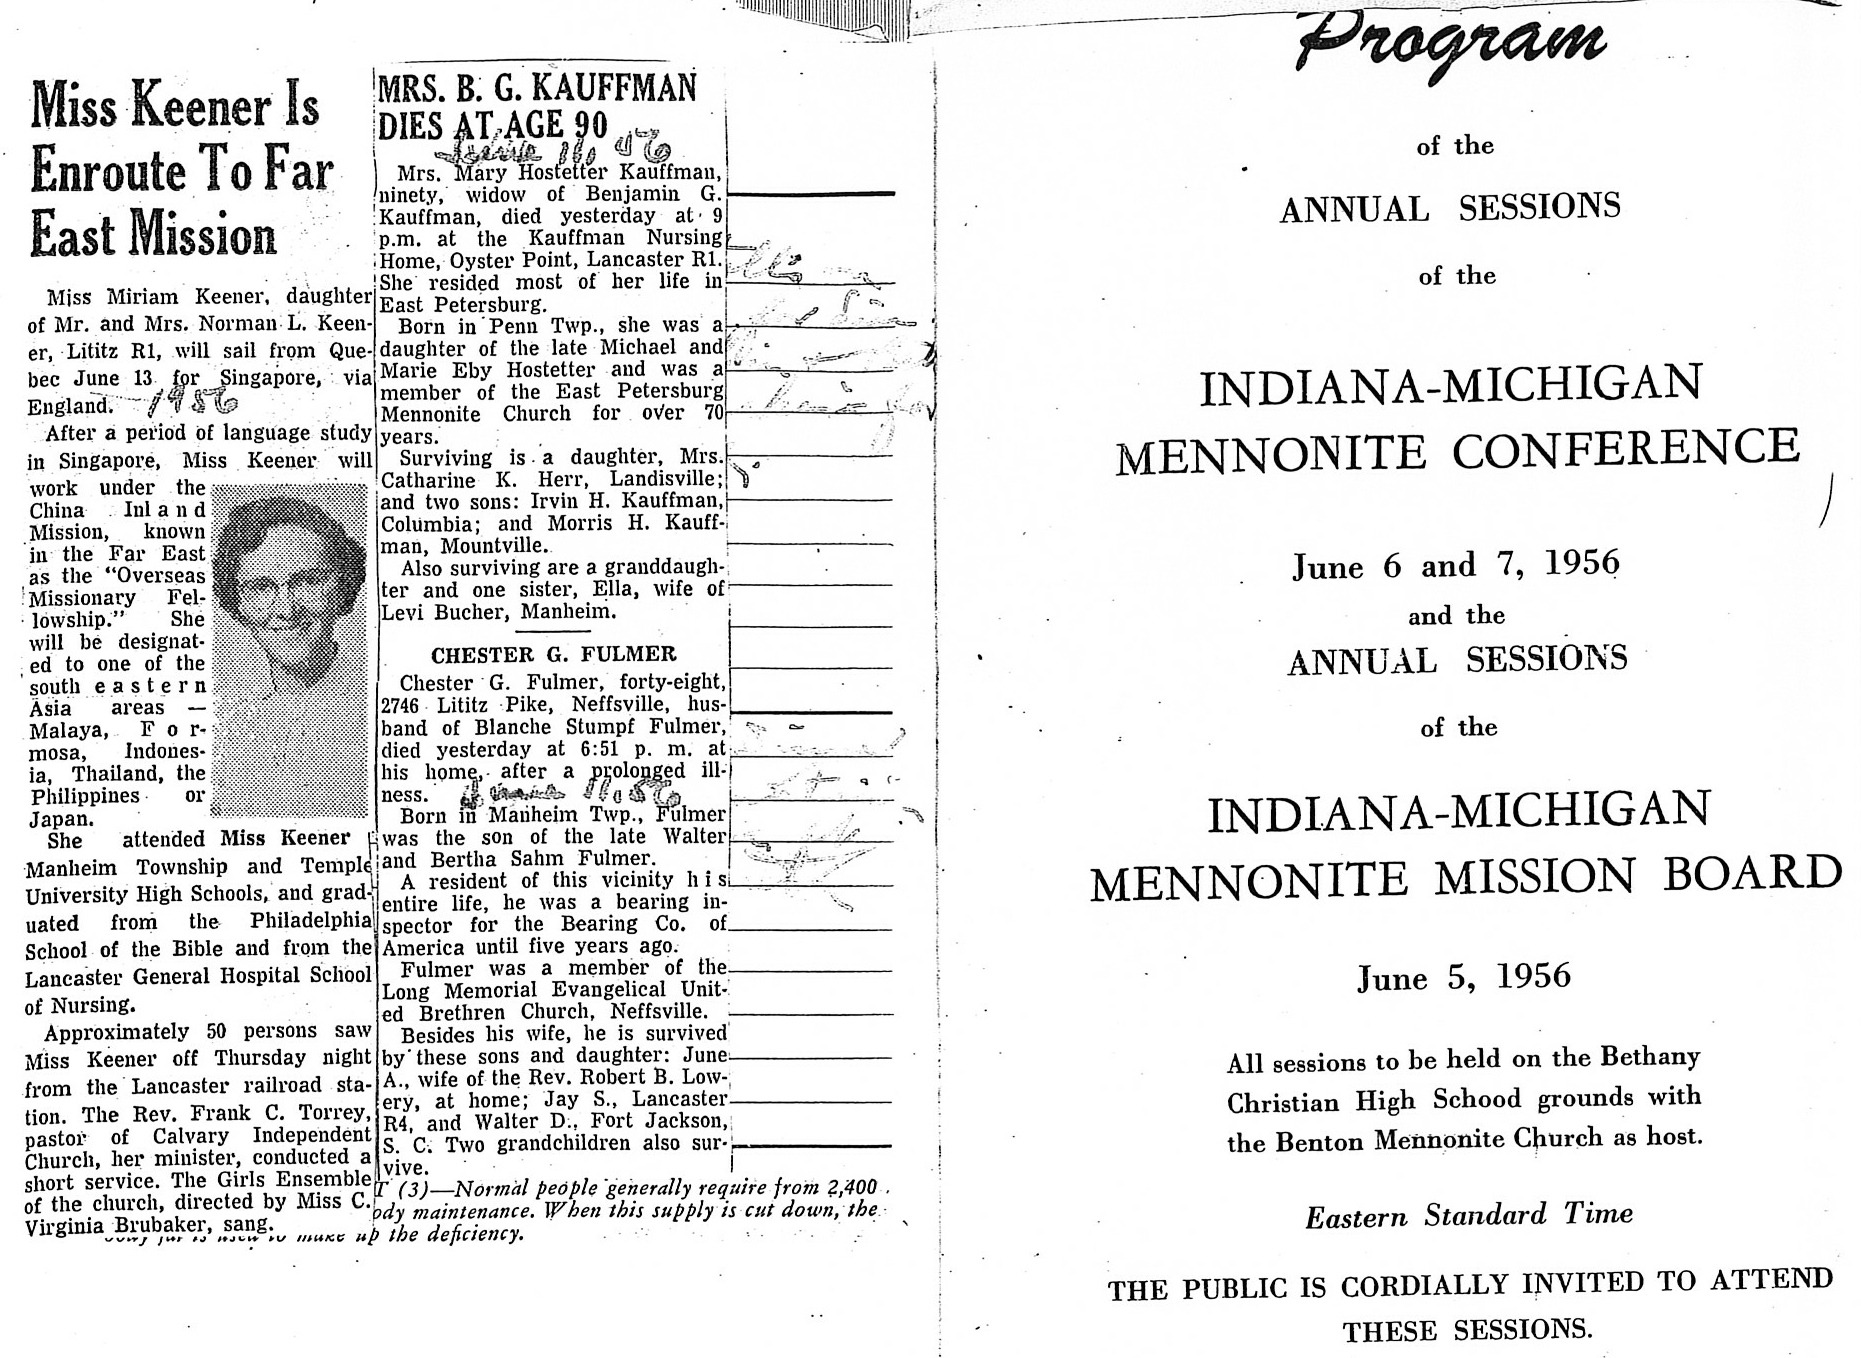 Miss Keener Is
Enroute To Far
East Mission
Miss Miriam Keener, daughter
of Mr. and Mrs. Norman L. Keen-
er, Lititz R1, will sail from Que-
bec June 13 for Singapore, via
England. 1956
After a period of language study
in Singapore, Miss Keener will
work under the
China Inland
Mission, known
in the Far East
as the “Overseas
Missionary Fel-
lowship.” She
will be designat-
ed to one of the
south eastern
Asia areas —
Malaya, For-
mosa, Indones-
ia, Thailand, the
Philippines or
Japan.
Miss Keener
She attended
Manheim Township and Temple
University High Schools, and grad-
uated from the Philadelphia
School of the Bible and from the
Lancaster General Hospital School
of Nursing.
Approximately 50 persons saw
Miss Keener off Thursday night
from the Lancaster railroad sta-
tion. The Rev. Frank C. Torrey,
pastor of Calvary Independent
Church, her minister, conducted a
short service. The Girls Ensemble
of the church, directed by Miss C.
Virginia Brubaker, sang.
MRS. B. G. KAUFFMAN
DIES AT AGE 90
June 11, 56
Mrs. Mary Hostetter Kauffman,
ninety, widow of Benjamin G.
Kauffman, died yesterday at 9
p.m. at the Kauffman Nursing
Home, Oyster Point, Lancaster R1.
She resided most of her life in
East Petersburg.
Born in Penn Twp., she was a
daughter of the late Michael and
Marie Eby Hostetter and was a
member of the East Petersburg
Mennonite Church for over 70
years.
Surviving is a daughter, Mrs.
Catharine K. Herr, Landisville;
and two sons: Irvin H. Kauffman,
Columbia; and Morris H. Kauff-
man, Mountville.
Also surviving are a granddaugh-
ter and one sister, Ella, wife of
Levi Bucher, Manheim.
CHESTER G. FULMER
Chester G. Fulmer, forty-eight,
2746 Lititz Pike, Neffsville, hus-
band of Blanche Stumpf Fulmer,
died yesterday at 6:51 p. m. at
his home, after a prolonged ill-
ness. June 11, 56
Born in Manheim Twp., Fulmer
was the son of the late Walter
and Bertha Sahm Fulmer.
A resident of this vicinity his
entire life, he was a bearing in-
spector for the Bearing Co. of
America until five years ago.
Fulmer was a member of the
Long Memorial Evangelical Unit-
ed Brethren Church, Neffsville.
Besides his wife, he is survived
by these sons and daughter: June
A., wife of the Rev. Robert B. Low-
ery, at home; Jay S., Lancaster
R4, and Walter D., Fort Jackson,
S. C. Two grandchildren also sur-
vive.
T (3)—Normal people generally require from 2,400
ody maintenance. When this supply is cut down, the
up the deficiency.
Program
of the
ANNUAL SESSIONS
of the
INDIANA-MICHIGAN
MENNONITE CONFERENCE
June 6 and 7, 1956
and the
ANNUAL SESSIONS
of the
INDIANA-MICHIGAN
MENNONITE MISSION BOARD
June 5, 1956
All sessions to be held on the Bethany
Christian High Schood grounds with
the Benton Mennonite Church as host.
Eastern Standard Time
THE PUBLIC IS CORDIALLY INVITED TO ATTEND
THESE SESSIONS.